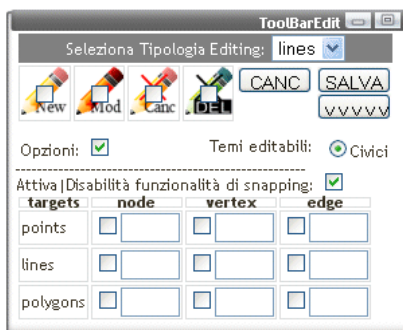 ToolBarEdit
Seleziona Tipologia Editing: lines
New Mod Canc DEL CANC SALVA
VVVVV
Opzioni: Temi editabili: Civici
Attiva|Disabilità funzionalità di snapping:
targets node vertex edge
points
lines
polygons